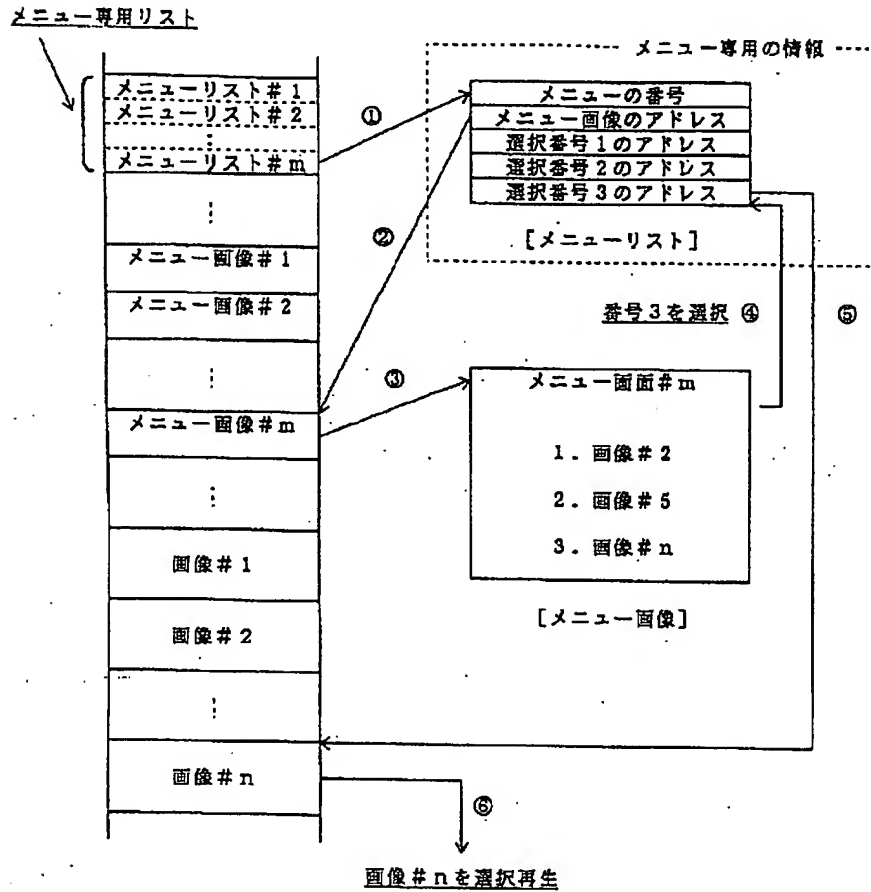 メニュー専用リスト
メニューリスト#1
メニューリスト#2
⋮
メニューリスト#m
⋮
メニュー画像#1
メニュー画像#2
⋮
メニュー画像#m
⋮
画像#1
画像#2
⋮
画像#n
①
②
③
メニュー専用の情報
メニューの番号
メニュー画像のアドレス
選択番号1のアドレス
選択番号2のアドレス
選択番号3のアドレス
[メニューリスト]
番号3を選択 ④
⑤
メニュー画面#m
1. 画像#2
2. 画像#5
3. 画像#n
[メニュー画像]
⑥
画像#nを選択再生